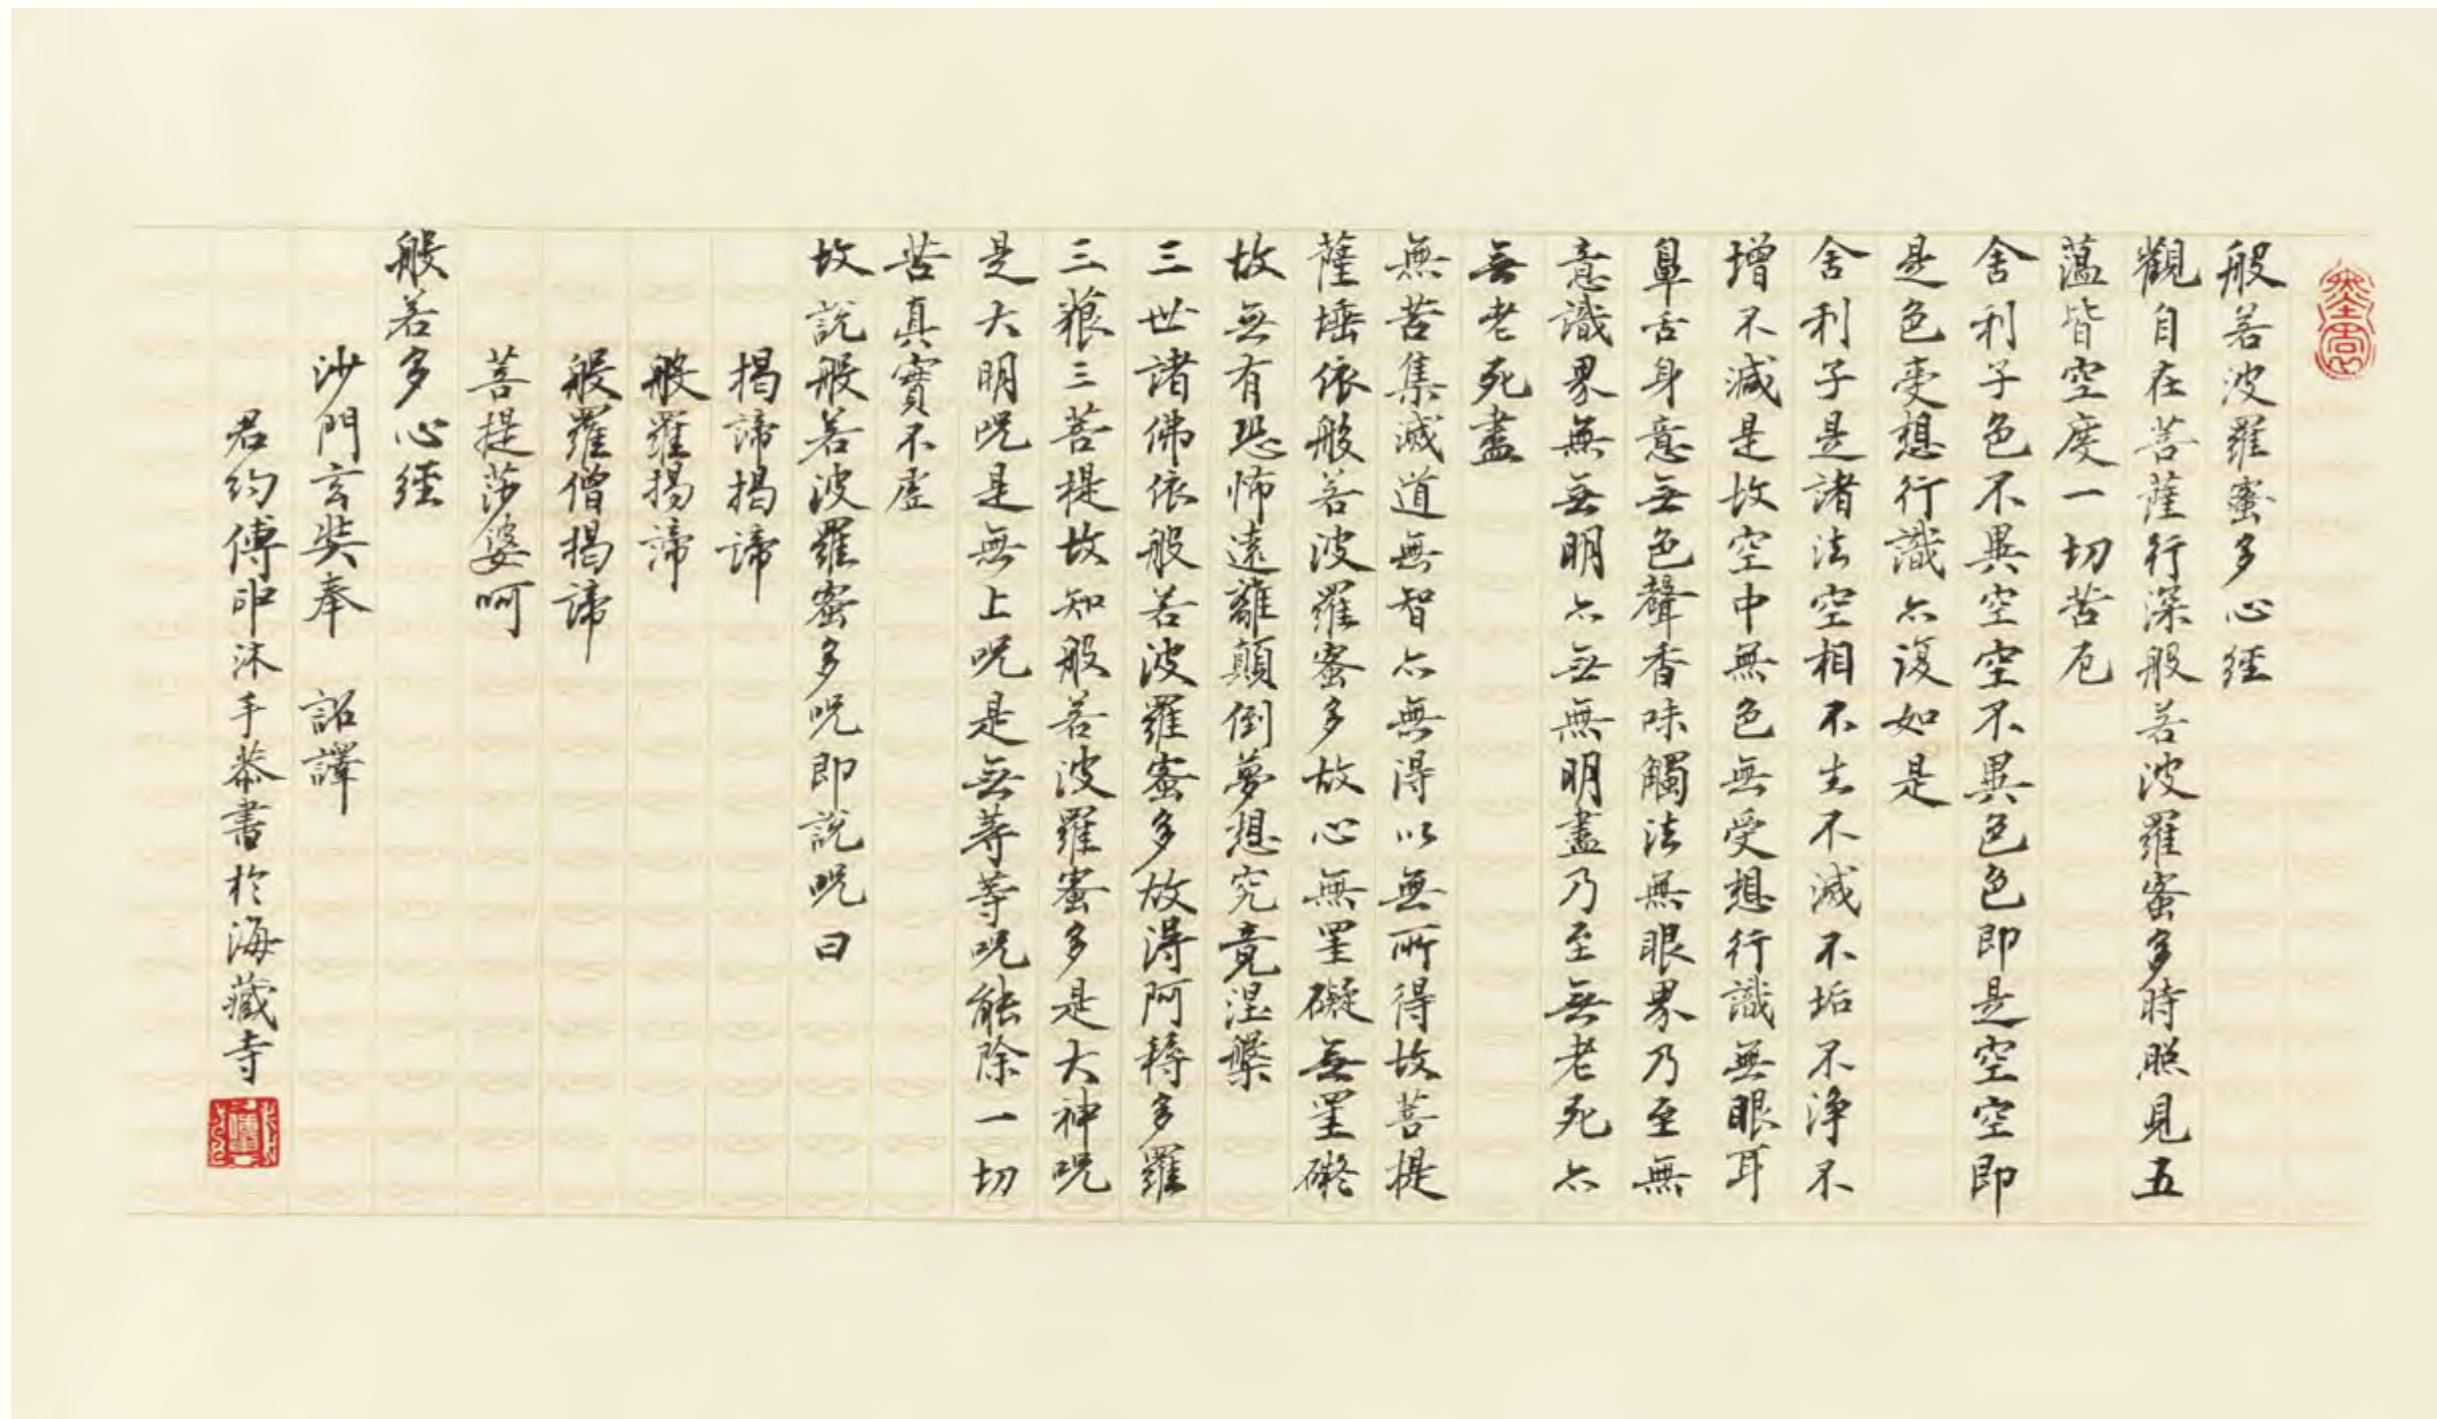 般若波羅蜜多心經
觀自在菩薩行深般若波羅蜜多時照見五
蘊皆空度一切苦厄
舍利子色不異空空不異色色即是空空即
是色受想行識亦復如是
舍利子是諸法空相不生不滅不垢不淨不
增不減是故空中無色無受想行識無眼耳
鼻舌身意無色聲香味觸法無眼界乃至無
意識界無無明亦無無明盡乃至無老死亦
無老死盡
無苦集滅道無智亦無得以無所得故菩提
薩埵依般若波羅蜜多故心無罣礙無罣礙
故無有恐怖遠離顛倒夢想究竟涅槃
三世諸佛依般若波羅蜜多故得阿耨多羅
三藐三菩提故知般若波羅蜜多是大神呪
是大明呪是無上呪是無等等呪能除一切
苦真實不虛
故說般若波羅蜜多呪即說呪曰
揭諦揭諦
般羅揭諦
般羅僧揭諦
菩提莎婆呵
般若多心經
沙門玄奘奉 詔譯
君約傅印沐手恭書於海藏寺